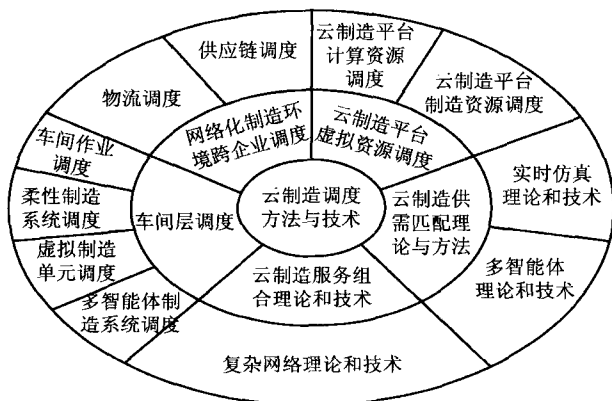 供应链调度
云制造平台
计算资源
调度
云制造平台
制造资源调度
物流调度
网络化制造环
境跨企业调度
云制造平台
虚拟资源调度
车间作业
调度
实时仿真
理论和技术
柔性制造
系统调度
车间层调度
云制造调度
方法与技术
云制造供
需匹配理
论与方法
虚拟制造
单元调度
多智能体
理论和技术
多智能体制
造系统调度
云制造服务组
合理论和技术
复杂网络理论和技术